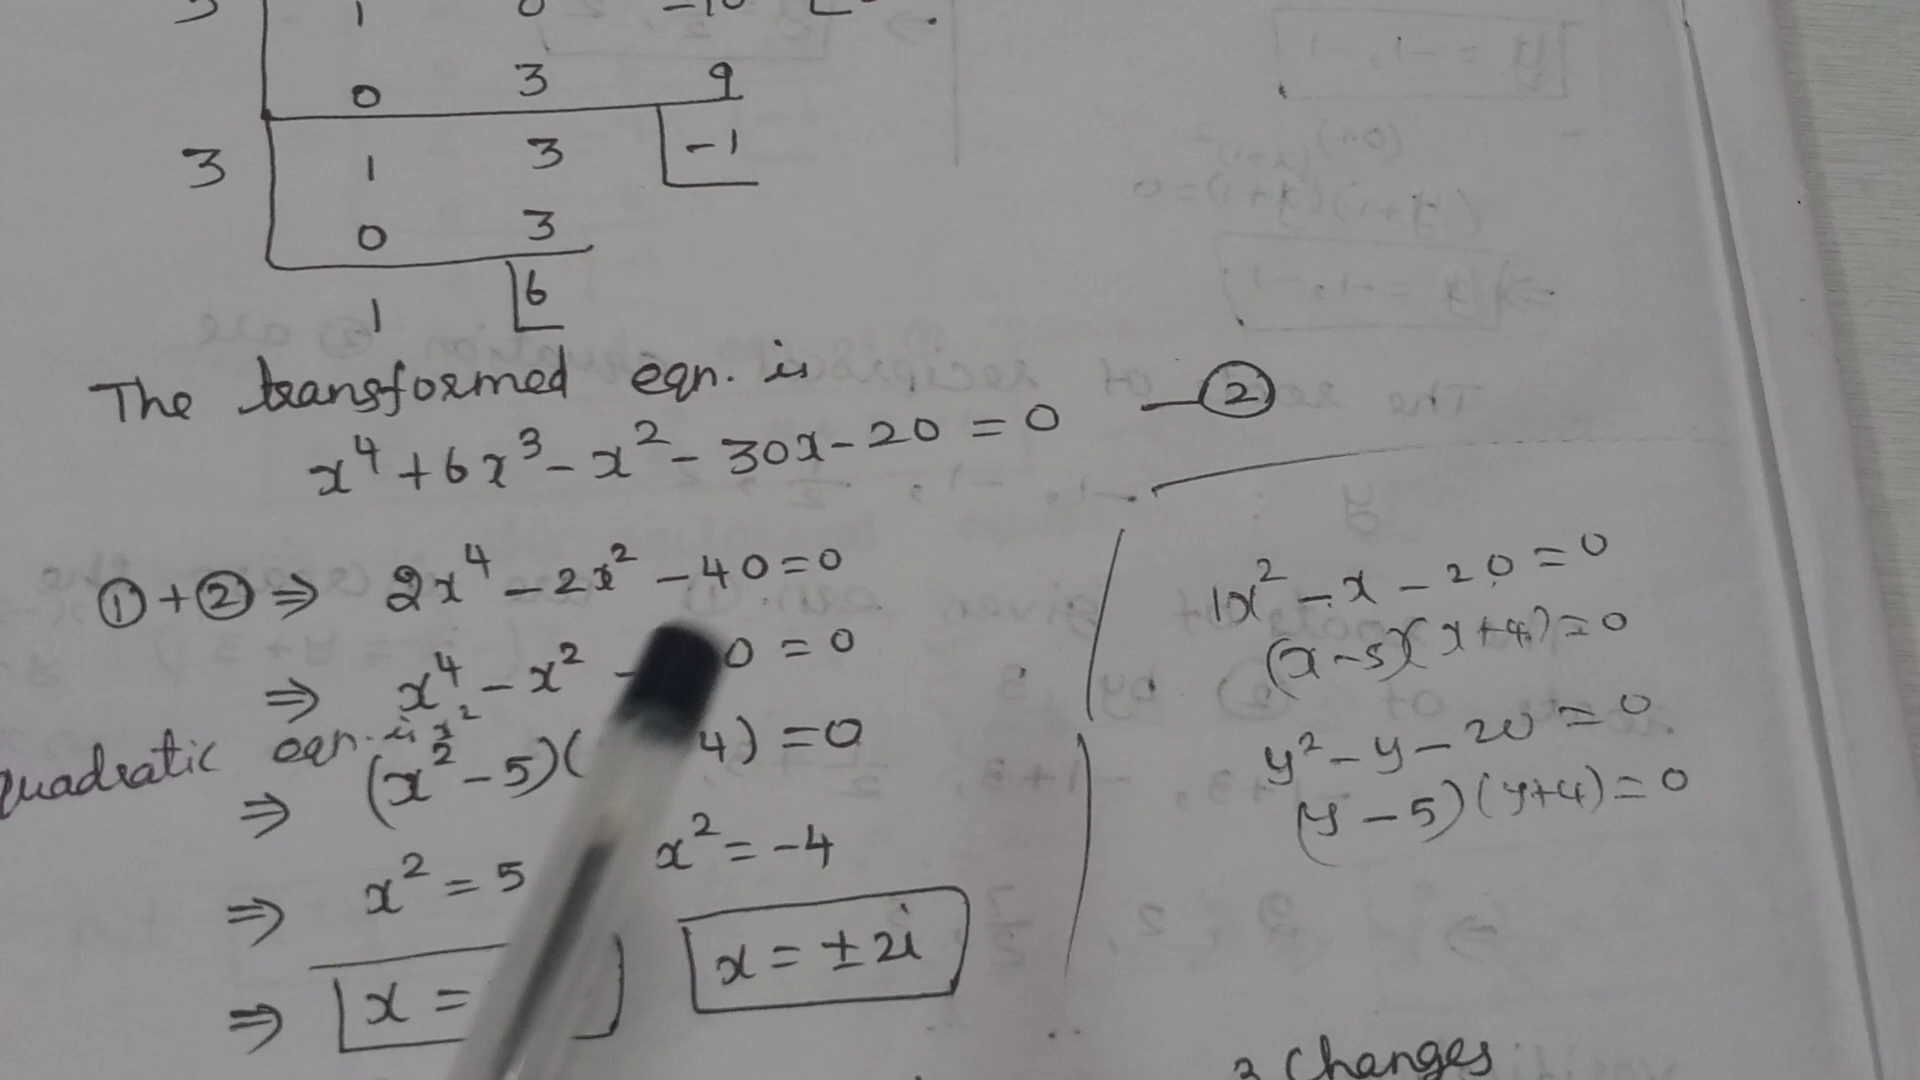 0 3 9
3 1 3 -1
0 3
1 6
The transformed eqn. is
x⁴ + 6x³ - x² - 30x - 20 = 0 — ②
① + ② ⇒ 2x⁴ - 2x² - 40 = 0
⇒ x⁴ - x² - 0 = 0
quadratic eqn. is x²
⇒ (x² - 5)( 4) = 0
⇒ x² = 5 x² = -4
⇒ x = x = ±2i
1x² - x - 20 = 0
(x - 5)(x + 4) = 0
y² - y - 20 = 0
(y - 5)(y + 4) = 0
Changes